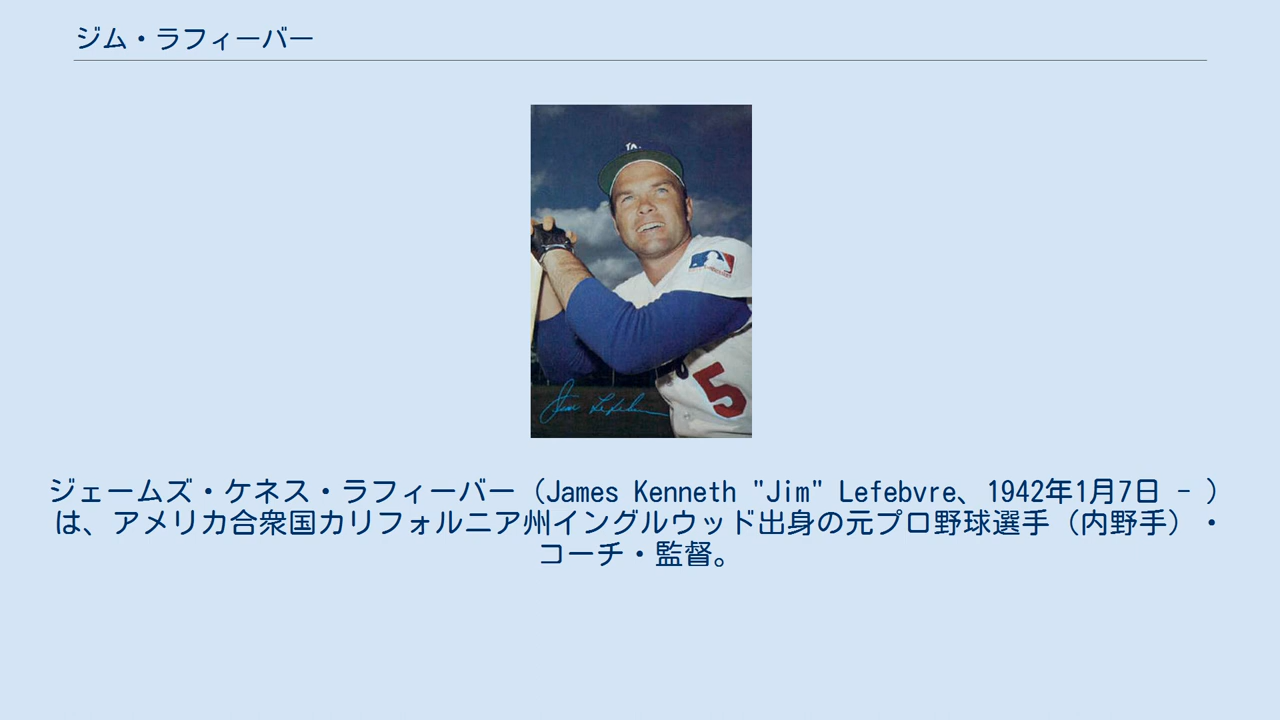 ジム・ラフィーバー
LA
5
Jim Lefebvre
ジェームズ・ケネス・ラフィーバー（James Kenneth "Jim" Lefebvre、1942年1月7日 - ）
は、アメリカ合衆国カリフォルニア州イングルウッド出身の元プロ野球選手（内野手）・
コーチ・監督。